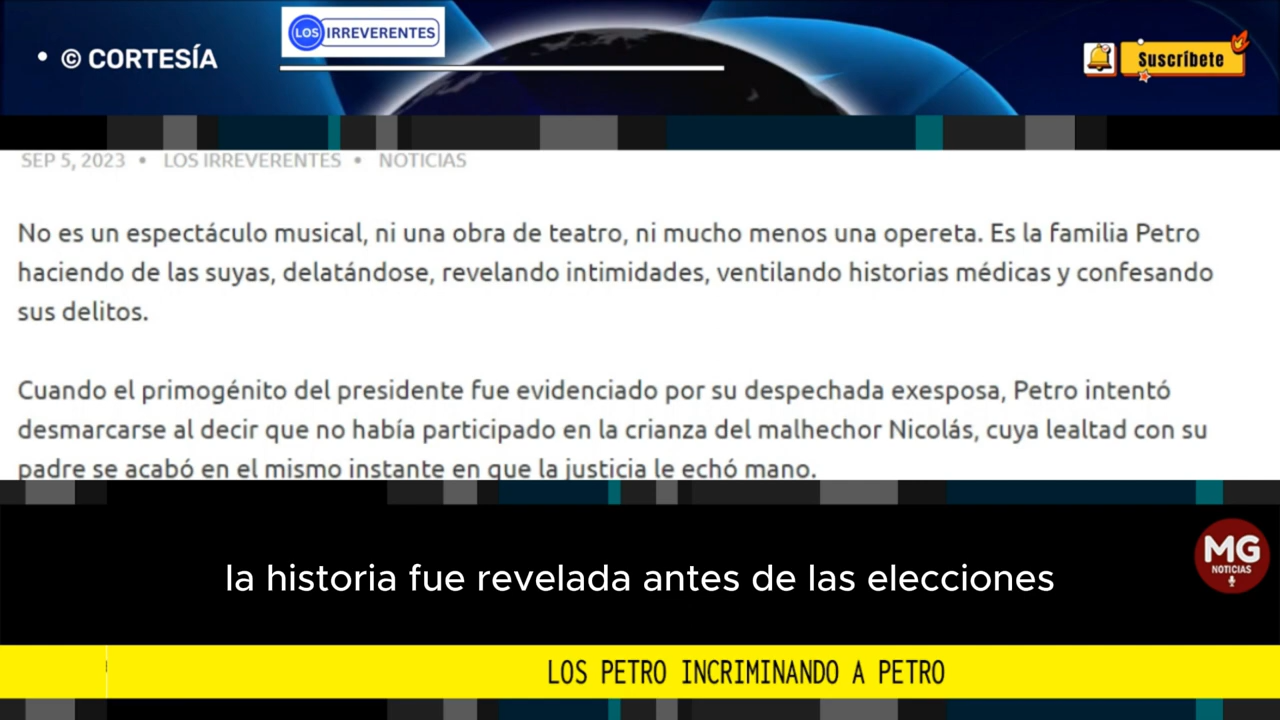 • © CORTESÍA
LOS IRREVERENTES
Suscríbete
SEP 5, 2023 • LOS IRREVERENTES • NOTICIAS
No es un espectáculo musical, ni una obra de teatro, ni mucho menos una opereta. Es la familia Petro
haciendo de las suyas, delatándose, revelando intimidades, ventilando historias médicas y confesando
sus delitos.
Cuando el primogénito del presidente fue evidenciado por su despechada exesposa, Petro intentó
desmarcarse al decir que no había participado en la crianza del malhechor Nicolás, cuya lealtad con su
padre se acabó en el mismo instante en que la justicia le echó mano.
la historia fue revelada antes de las elecciones
MG
NOTICIAS
LOS PETRO INCRIMINANDO A PETRO